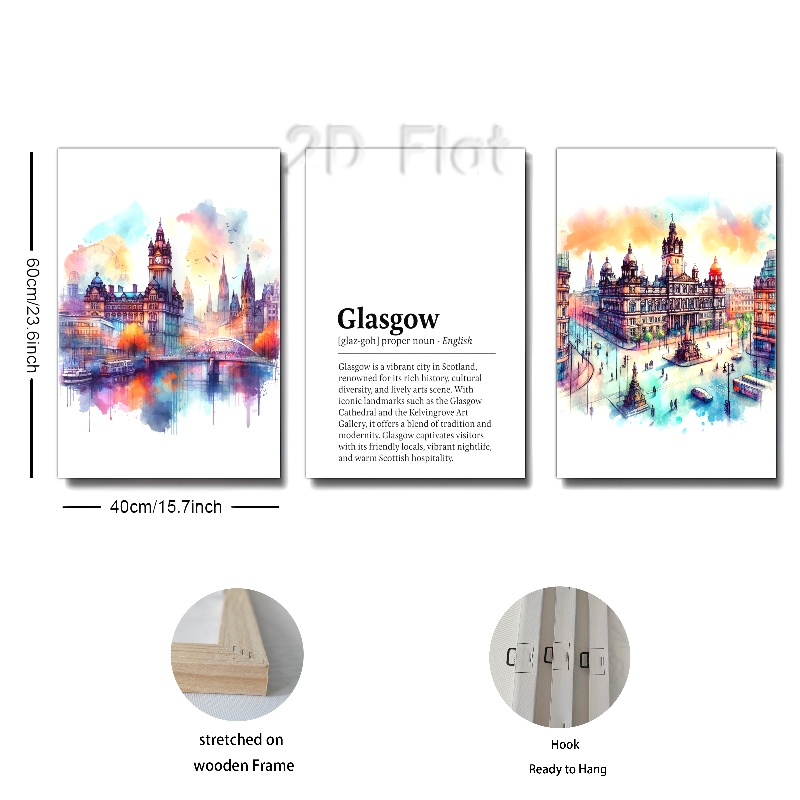 2D Flat
60cm/23.6inch
Glasgow
[glaz-goh] proper noun - English
Glasgow is a vibrant city in Scotland,
renowned for its rich history, cultural
diversity, and lively arts scene. With
iconic landmarks such as the Glasgow
Cathedral and the Kelvingrove Art
Gallery, it offers a blend of tradition and
modernity. Glasgow captivates visitors
with its friendly locals, vibrant nightlife,
and warm Scottish hospitality.
40cm/15.7inch
stretched on
wooden Frame
Hook
Ready to Hang